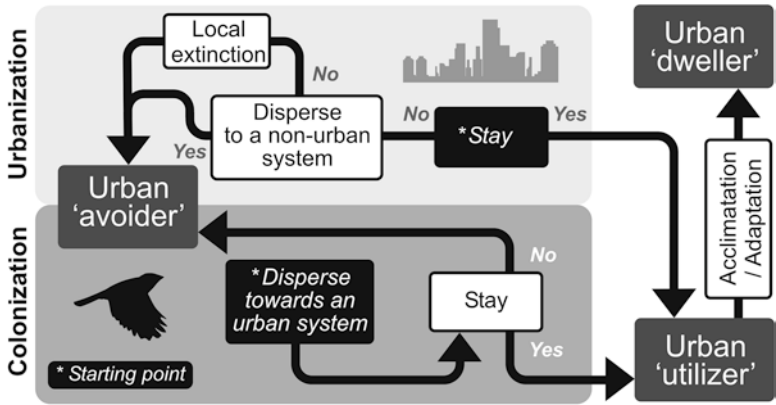 Urbanization
Local
extinction
No
Disperse
to a non-urban
system
Yes
No
* Stay
Yes
Urban
'dweller'
Urban
'avoider'
Acclimatation
/ Adaptation
Colonization
* Disperse
towards an
urban system
No
Stay
Yes
* Starting point
Urban
'utilizer'